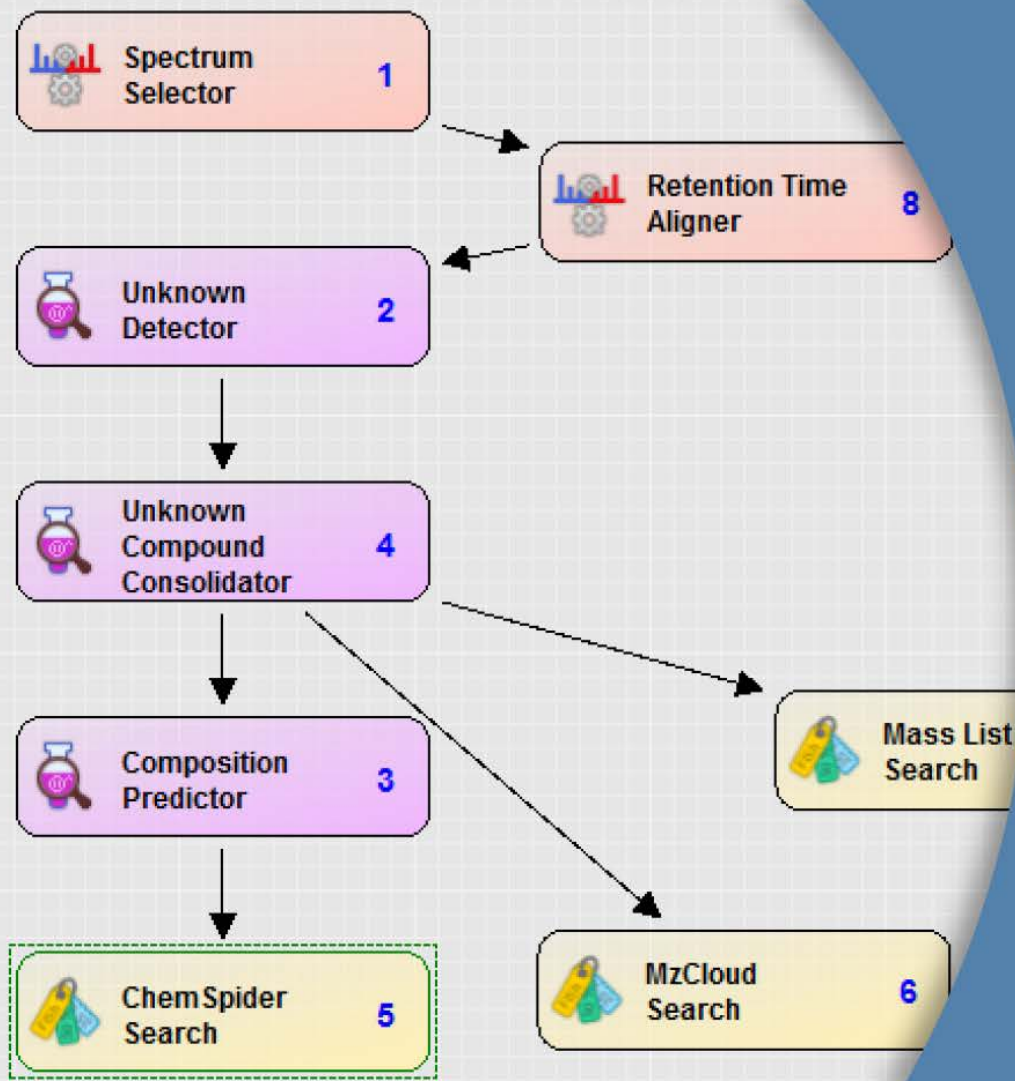 Spectrum
Selector
1
Retention Time
Aligner
8
Unknown
Detector
2
Unknown
Compound
Consolidator
4
Composition
Predictor
3
Mass List
Search
ChemSpider
Search
5
MzCloud
Search
6